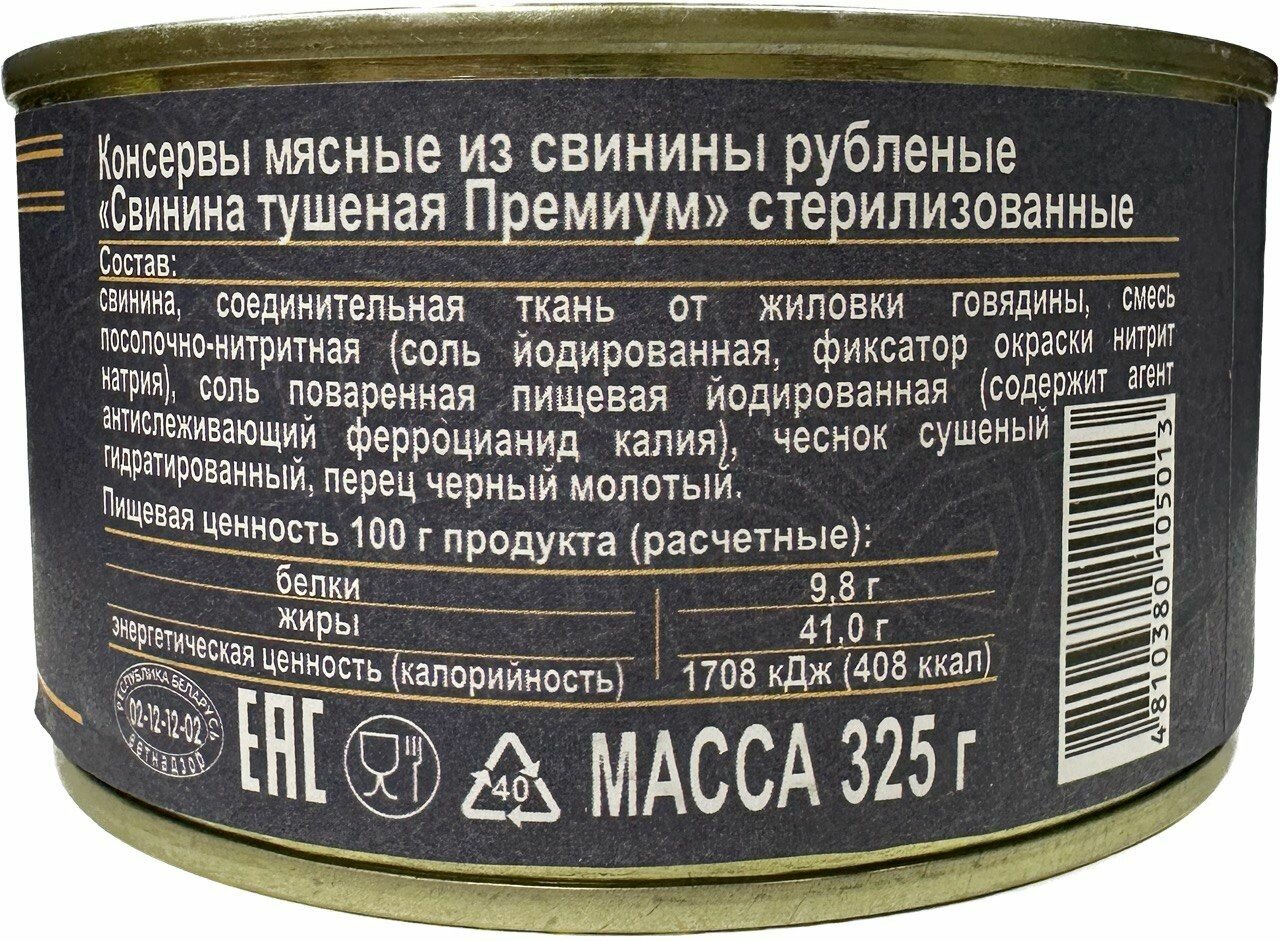 Консервы мясные из свинины рубленые
«Свинина тушеная Премиум» стерилизованные
Состав:
свинина, соединительная ткань от жиловки говядины, смесь
посолочно-нитритная (соль йодированная, фиксатор окраски нитрит
натрия), соль поваренная пищевая йодированная (содержит агент
антислеживающий ферроцианид калия), чеснок сушеный
гидратированный, перец черный молотый.
Пищевая ценность 100 г продукта (расчетные):
белки 9,8 г
жиры 41,0 г
энергетическая ценность (калорийность) 1708 кДж (408 ккал)
РЕСПУБЛИКА БЕЛАРУСЬ
02-12-12-02
ветнадзор
EAC
40
МАССА 325 г
4810380105013